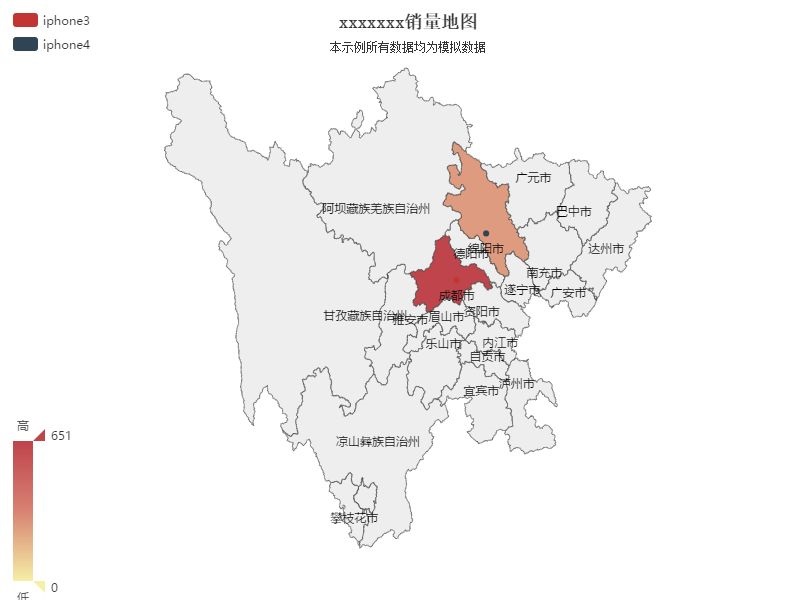 iphone3
iphone4
xxxxxxx销量地图
本示例所有数据均为模拟数据
广元市
阿坝藏族羌族自治州
巴中市
绵阳市
德阳市
达州市
南充市
遂宁市
广安市
成都市
甘孜藏族自治州
雅安市
眉山市
资阳市
乐山市
内江市
自贡市
宜宾市
泸州市
凉山彝族自治州
攀枝花市
高
651
0
低